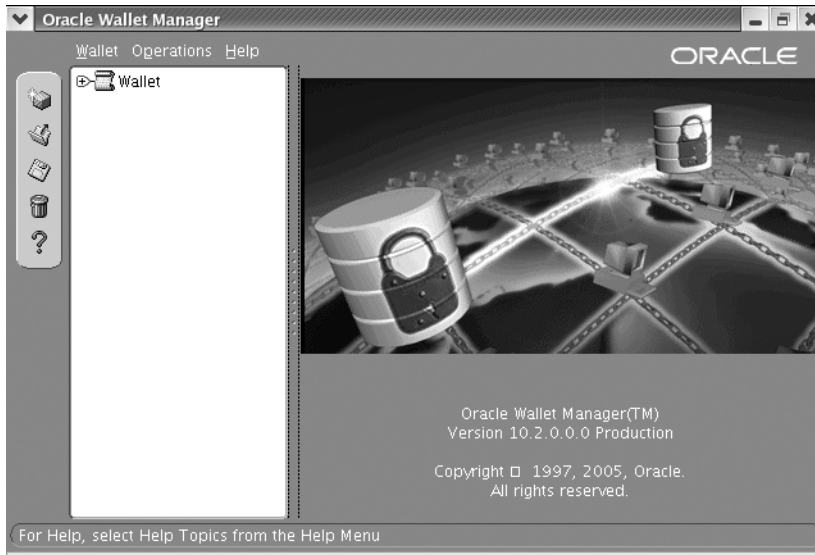 Oracle Wallet Manager
Wallet Operations Help
ORACLE
Wallet
Oracle Wallet Manager(TM)
Version 10.2.0.0.0 Production
Copyright □ 1997, 2005, Oracle.
All rights reserved.
For Help, select Help Topics from the Help Menu